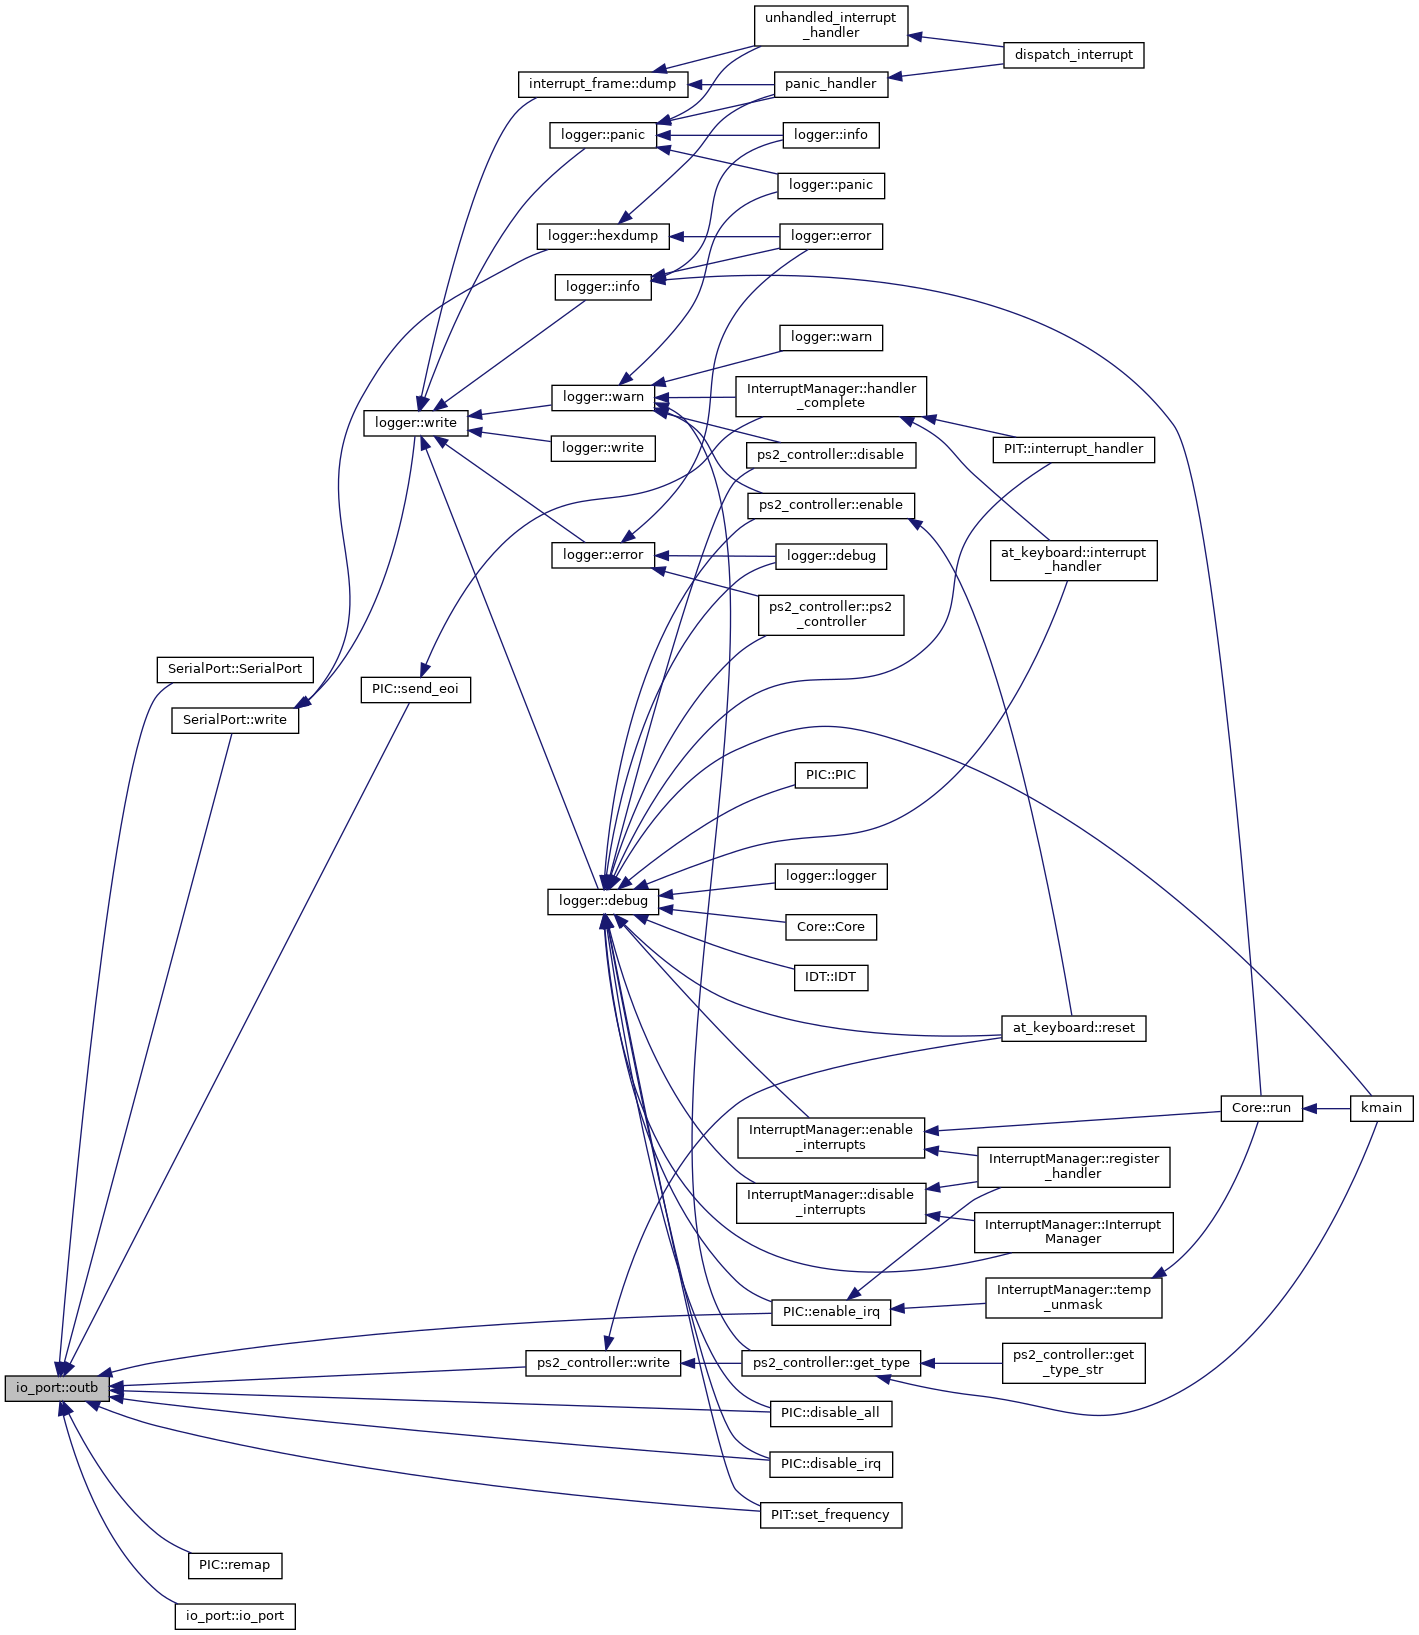 unhandled_interrupt
_handler
dispatch_interrupt
interrupt_frame::dump
panic_handler
logger::panic
logger::info
logger::panic
logger::hexdump
logger::error
logger::info
logger::warn
InterruptManager::handler
_complete
logger::warn
logger::write
logger::write
PIT::interrupt_handler
ps2_controller::disable
ps2_controller::enable
logger::error
logger::debug
at_keyboard::interrupt
_handler
ps2_controller::ps2
_controller
SerialPort::SerialPort
PIC::send_eoi
SerialPort::write
PIC::PIC
logger::logger
logger::debug
Core::Core
IDT::IDT
at_keyboard::reset
Core::run
kmain
InterruptManager::enable
_interrupts
InterruptManager::register
_handler
InterruptManager::disable
_interrupts
InterruptManager::Interrupt
Manager
InterruptManager::temp
_unmask
PIC::enable_irq
ps2_controller::write
ps2_controller::get_type
ps2_controller::get
_type_str
io_port::outb
PIC::disable_all
PIC::disable_irq
PIT::set_frequency
PIC::remap
io_port::io_port